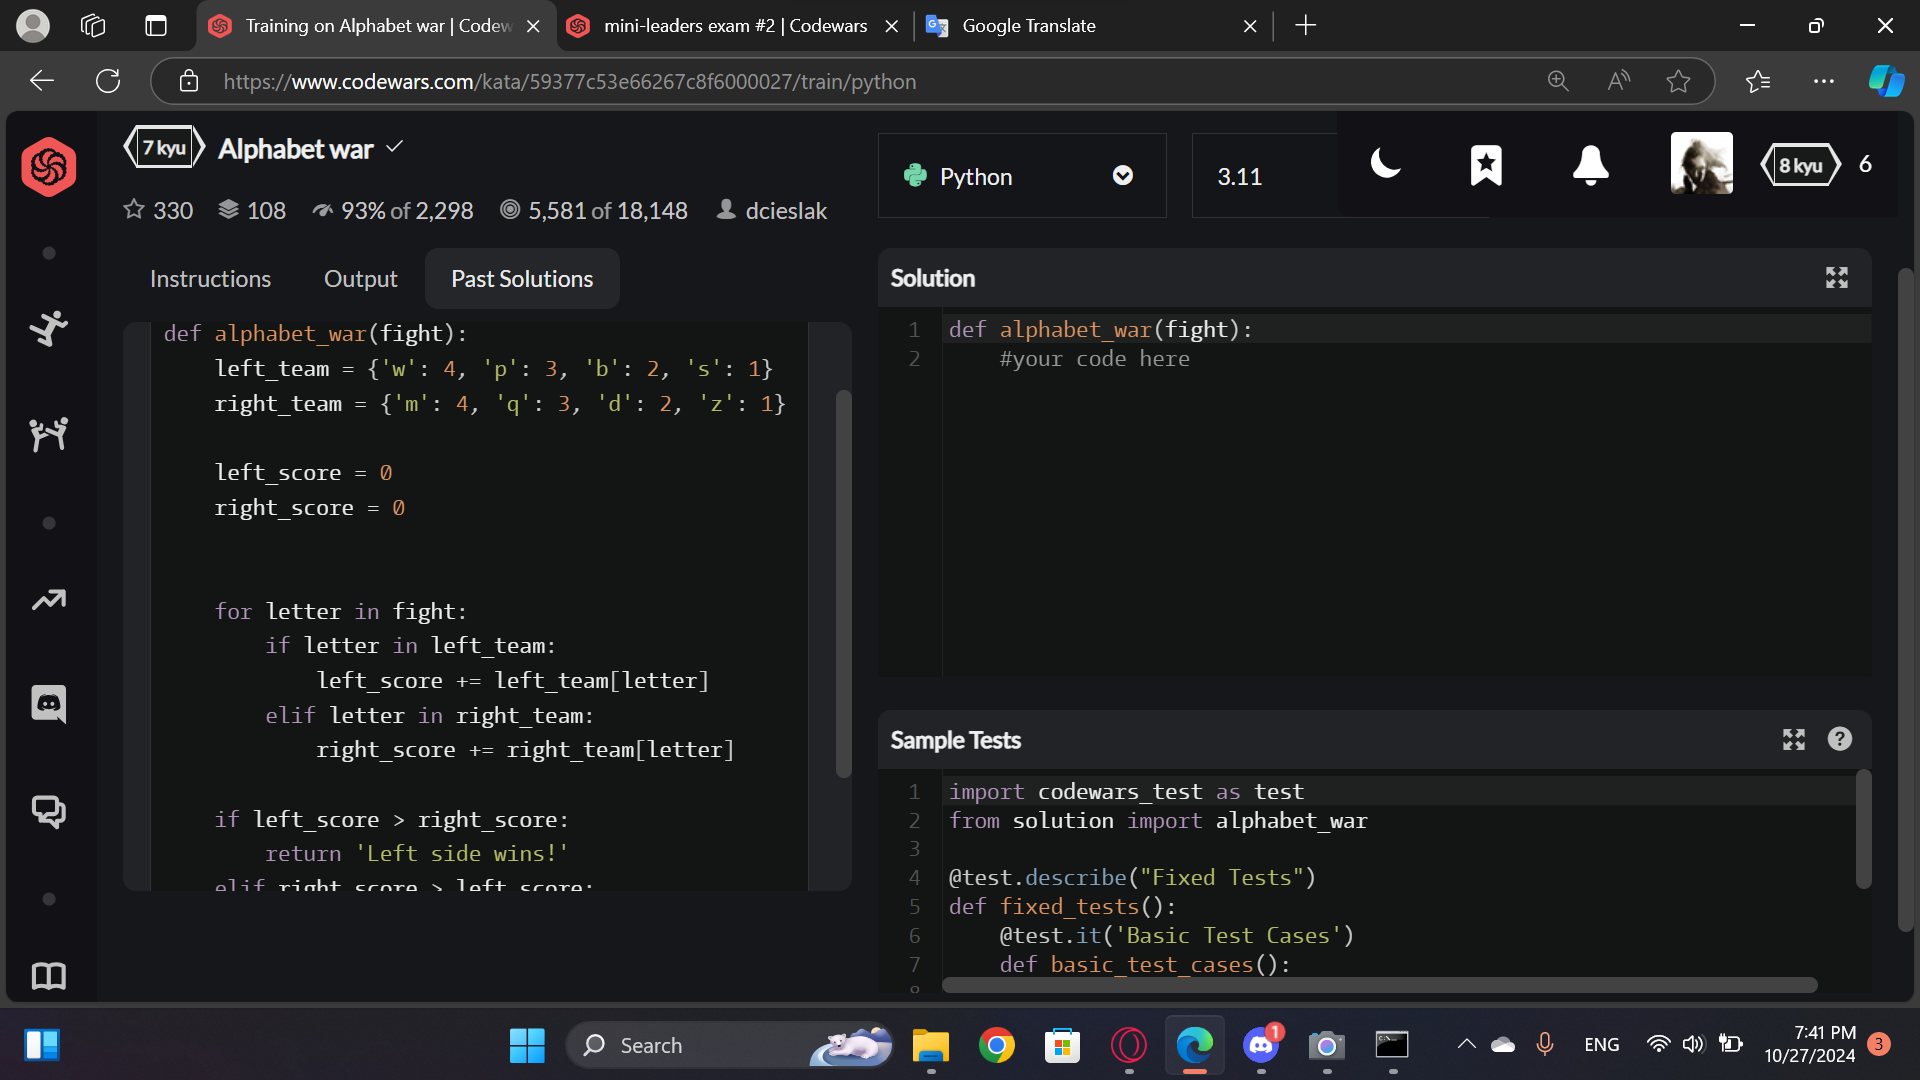 Training on Alphabet war | Codew
mini-leaders exam #2 | Codewars
Google Translate
https://www.codewars.com/kata/59377c53e66267c8f6000027/train/python
7 kyu
Alphabet war
330
108
93% of 2,298
5,581 of 18,148
dcieslak
Python
3.11
8 kyu
6
Instructions
Output
Past Solutions
def alphabet_war(fight):
    left_team = {'w': 4, 'p': 3, 'b': 2, 's': 1}
    right_team = {'m': 4, 'q': 3, 'd': 2, 'z': 1}
    left_score = 0
    right_score = 0
    for letter in fight:
        if letter in left_team:
            left_score += left_team[letter]
        elif letter in right_team:
            right_score += right_team[letter]
    if left_score > right_score:
        return 'Left side wins!'
    elif right_score > left_score:
Solution
1 def alphabet_war(fight):
2     #your code here
Sample Tests
?
1 import codewars_test as test
2 from solution import alphabet_war
3
4 @test.describe("Fixed Tests")
5 def fixed_tests():
6     @test.it('Basic Test Cases')
7     def basic_test_cases():
8
Search
1
ENG
7:41 PM
10/27/2024
3